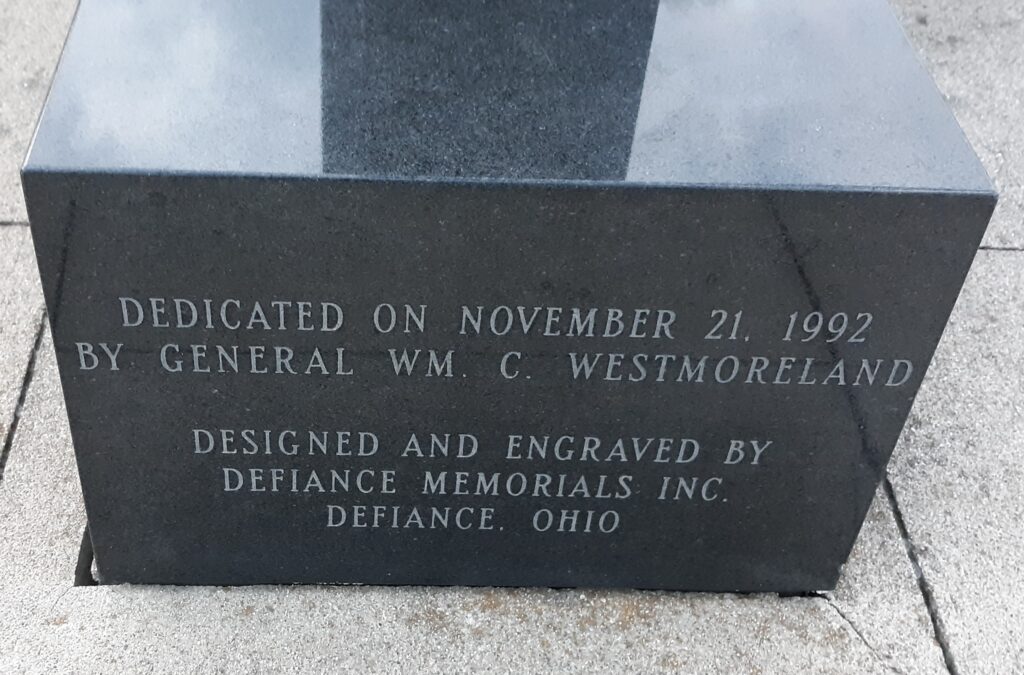 DEDICATED ON NOVEMBER 21, 1992
BY GENERAL WM. C. WESTMORELAND
DESIGNED AND ENGRAVED BY
DEFIANCE MEMORIALS INC.
DEFIANCE, OHIO